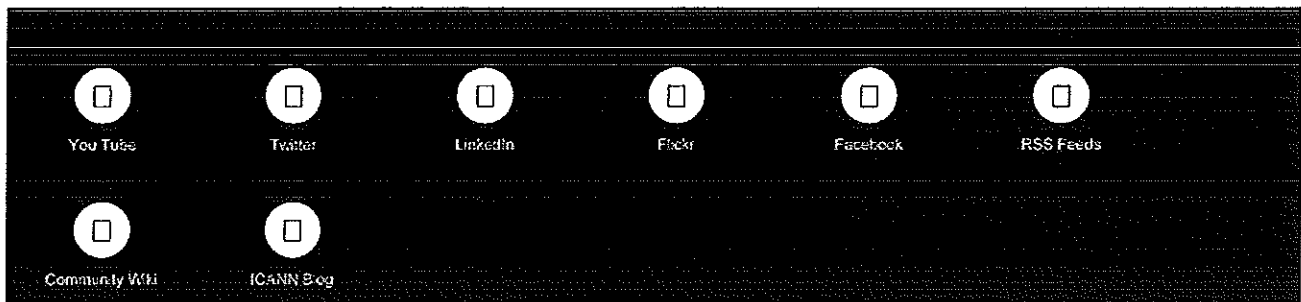 You Tube Twitter LinkedIn Flickr Facebook RSS Feeds
Community Wiki ICANN Blog